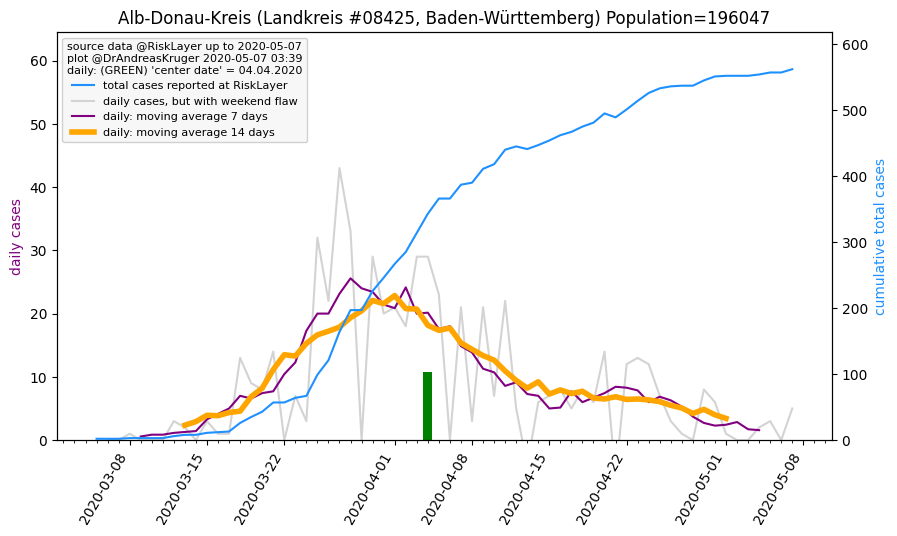 Alb-Donau-Kreis (Landkreis #08425, Baden-Württemberg) Population=196047
source data @RiskLayer up to 2020-05-07
plot @DrAndreasKruger 2020-05-07 03:39
daily: (GREEN) 'center date' = 04.04.2020
total cases reported at RiskLayer
daily cases, but with weekend flaw
daily: moving average 7 days
daily: moving average 14 days
daily cases
60
50
40
30
20
10
0
600
500
400
300
200
100
0
cumulative total cases
2020-03-08
2020-03-15
2020-03-22
2020-04-01
2020-04-08
2020-04-15
2020-04-22
2020-05-01
2020-05-08